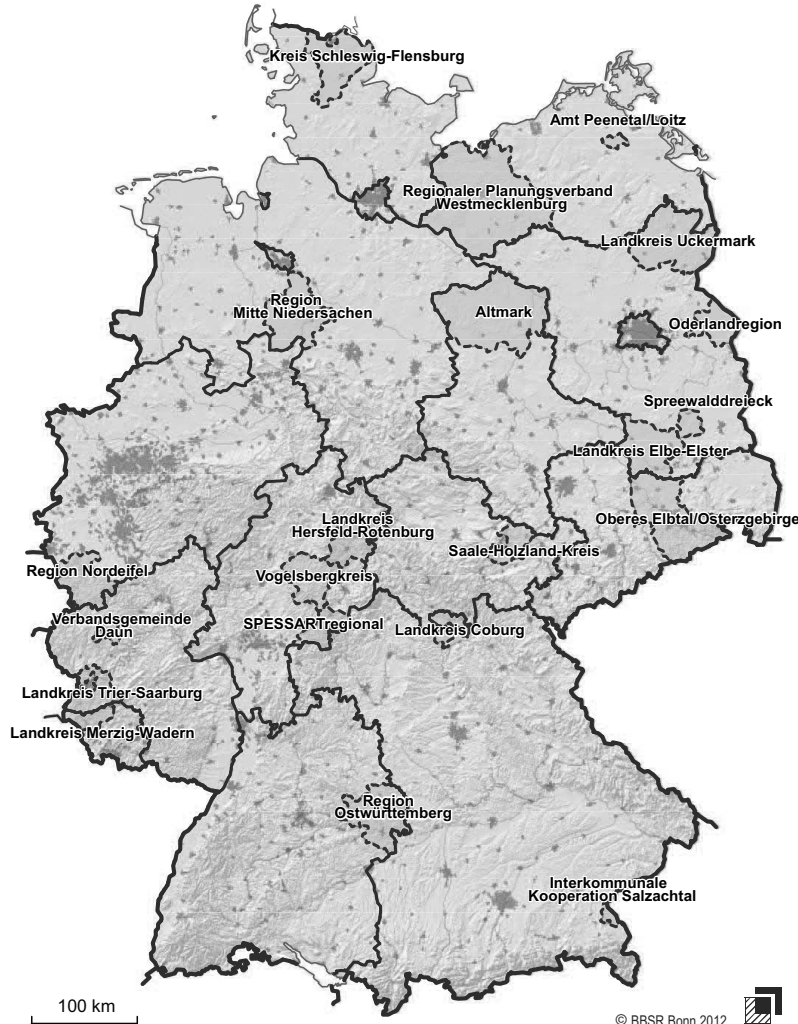 Kreis Schleswig-Flensburg
Amt Peenetal/Loitz
Regionaler Planungsverband
Westmecklenburg
Landkreis Uckermark
Region
Mitte Niedersachsen
Altmark
Oderlandregion
Spreewalddreieck
Landkreis Elbe-Elster
Landkreis
Hersfeld-Rotenburg
Oberes Elbtal/Osterzgebirge
Saale-Holzland-Kreis
Region Nordeifel
Vogelsbergkreis
Verbandsgemeinde
Daun
SPESSARTregional
Landkreis Coburg
Landkreis Trier-Saarburg
Landkreis Merzig-Wadern
Region
Ostwürttemberg
Interkommunale
Kooperation Salzachtal
100 km
© BBSR Bonn 2012